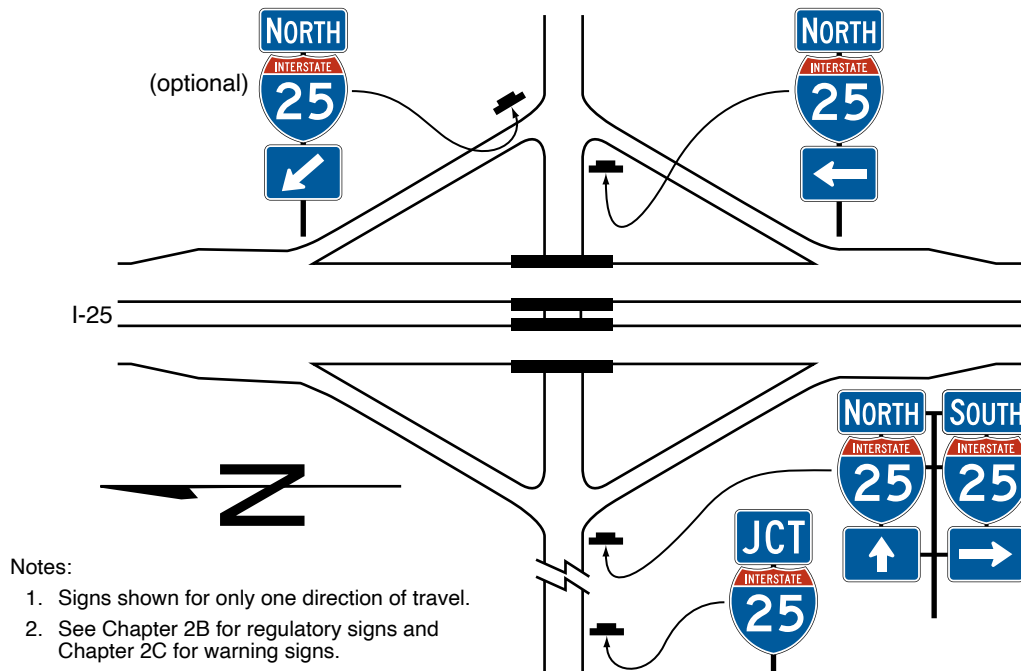 NORTH
INTERSTATE
25
(optional)
NORTH
INTERSTATE
25
I-25
NORTH
INTERSTATE
25
SOUTH
INTERSTATE
25
N
JCT
INTERSTATE
25
Notes:
1. Signs shown for only one direction of travel.
2. See Chapter 2B for regulatory signs and
Chapter 2C for warning signs.